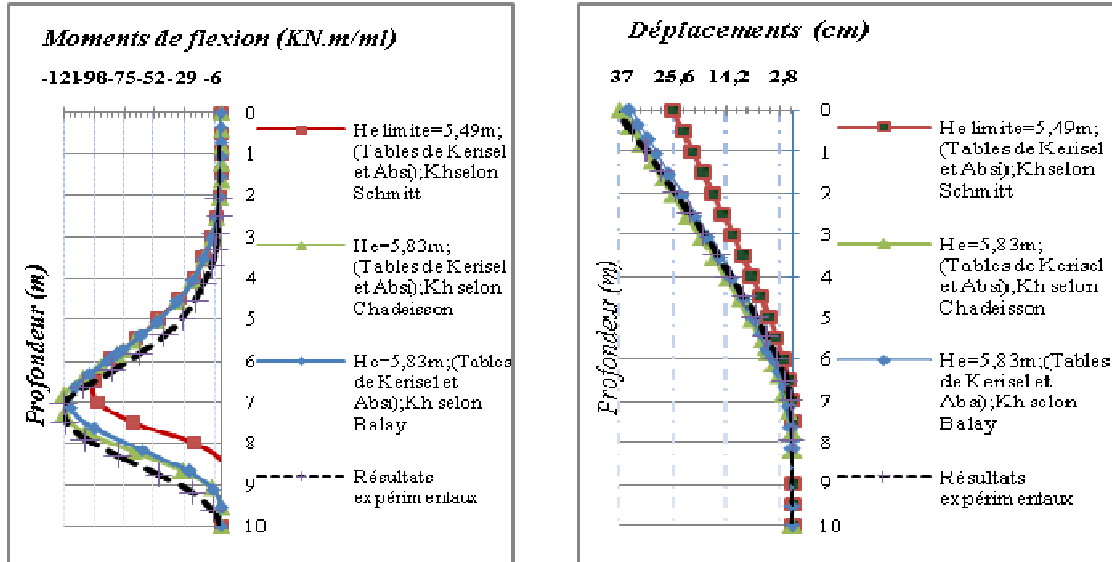 Moments de flexion (KN.m/ml)
-121-98-75-52-29 -6
0
1
2
3
4
5
6
7
8
9
10
Profondeur (m)
He limite=5,49m;
(Tables de Kerisel
et Absi);Kh selon
Schmitt
He=5,83m;
(Tables de Kerisel
et Absi);Kh selon
Chadeisson
He=5,83m;(Tables
de Kerisel et
Absi);Kh selon
Balay
Résultats
expérimentaux
Déplacements (cm)
37 25,6 14,2 2,8
0
1
2
3
4
5
6
7
8
9
10
Profondeur (m)
He limite=5,49m;
(Tables de Kerisel
et Absi);Kh selon
Schmitt
He=5,83m;
(Tables de Kerisel
et Absi);Kh selon
Chadeisson
He=5,83m;(Tables
de Kerisel et
Absi);Kh selon
Balay
Résultats
expérimentaux